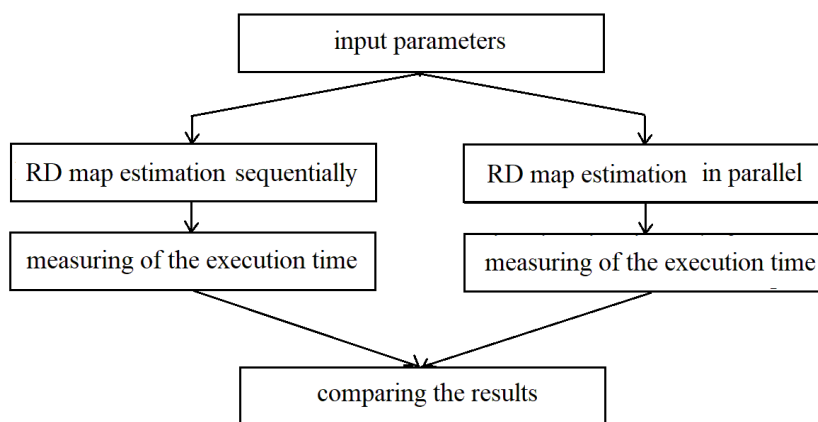 input parameters
RD map estimation sequentially
RD map estimation in parallel
measuring of the execution time
measuring of the execution time
comparing the results